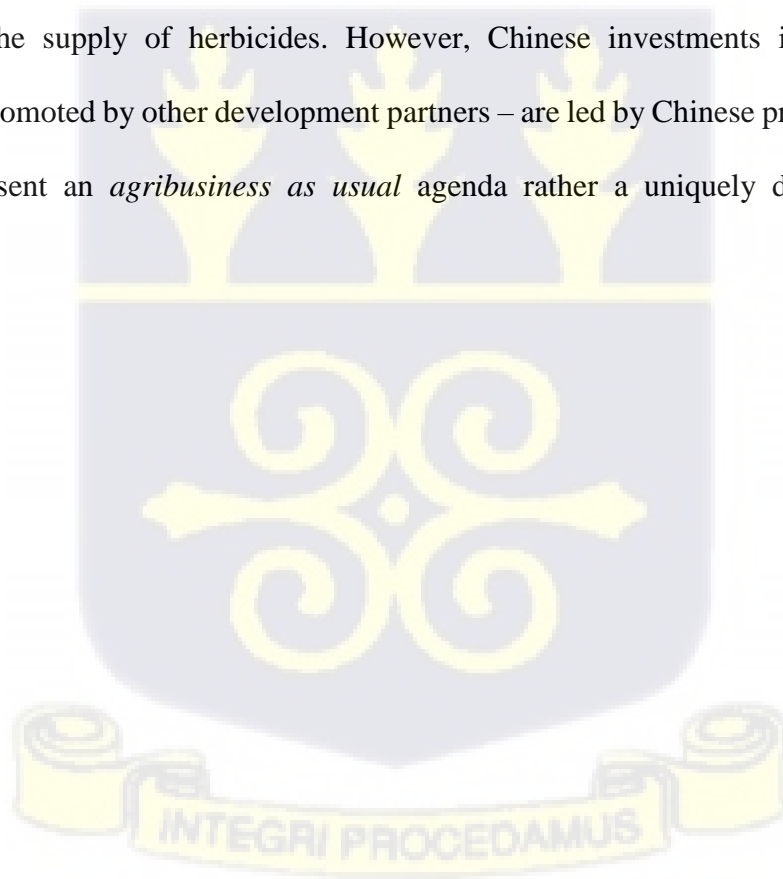 he supply of herbicides. However, Chinese investments i
omoted by other development partners – are led by Chinese pr
sent an agribusiness as usual agenda rather a uniquely d
INTEGRI PROCEDAMUS